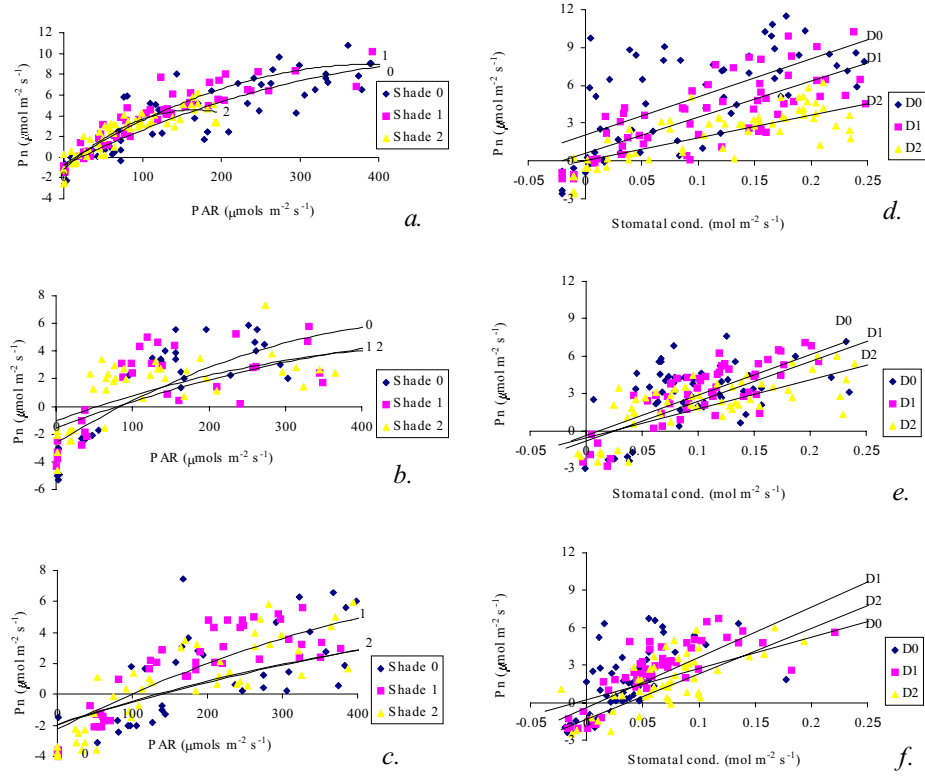 12
10
8
6
4
2
0
-2
-4
Pn (µmol m⁻² s⁻¹)
0
100
200
300
400
PAR (µmols m⁻² s⁻¹)
1
0
2
Shade 0
Shade 1
Shade 2
a.
12
9
6
3
0
-3
Pn (µmol m⁻² s⁻¹)
-0.05
0
0.05
0.1
0.15
0.2
0.25
Stomatal cond. (mol m⁻² s⁻¹)
D0
D1
D2
D0
D1
D2
d.
8
6
4
2
0
-2
-4
-6
Pn (µmol m⁻² s⁻¹)
0
100
200
300
400
PAR (µmol m⁻² s⁻¹)
0
1 2
Shade 0
Shade 1
Shade 2
b.
12
9
6
3
0
-3
Pn (µmol m⁻² s⁻¹)
-0.05
0
0.05
0.1
0.15
0.2
0.25
Stomatal cond. (mol m⁻² s⁻¹)
D0
D1
D2
D0
D1
D2
e.
8
6
4
2
0
-2
-4
Pn (µmol m⁻² s⁻¹)
0
100
200
300
400
PAR (µmol m⁻² s⁻¹)
1
2
0
Shade 0
Shade 1
Shade 2
c.
12
9
6
3
0
-3
Pn (µmol m⁻² s⁻¹)
-0.05
0
0.05
0.1
0.15
0.2
0.25
Stomatal cond. (mol m⁻² s⁻¹)
D1
D2
D0
D0
D1
D2
f.